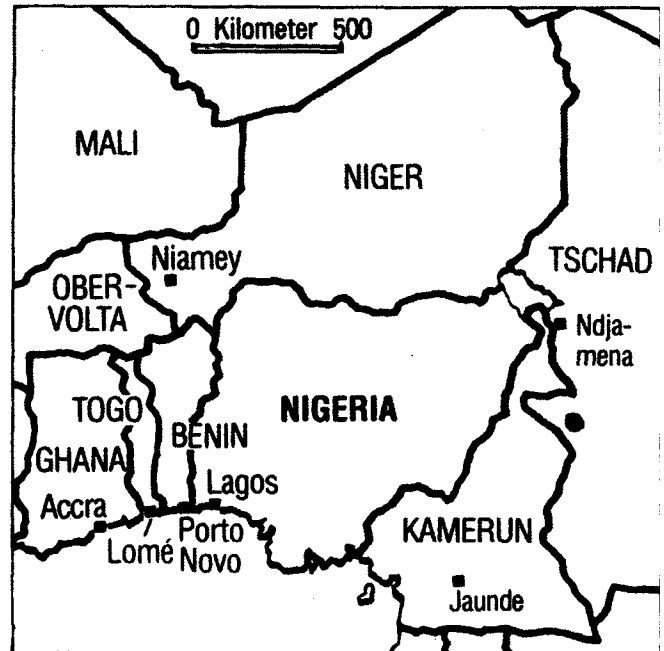 0 Kilometer 500
MALI
NIGER
TSCHAD
Niamey
OBER-
VOLTA
Ndja-
mena
TOGO
BENIN
NIGERIA
GHANA
Accra
Lagos
Lomé
Porto
Novo
KAMERUN
Jaunde